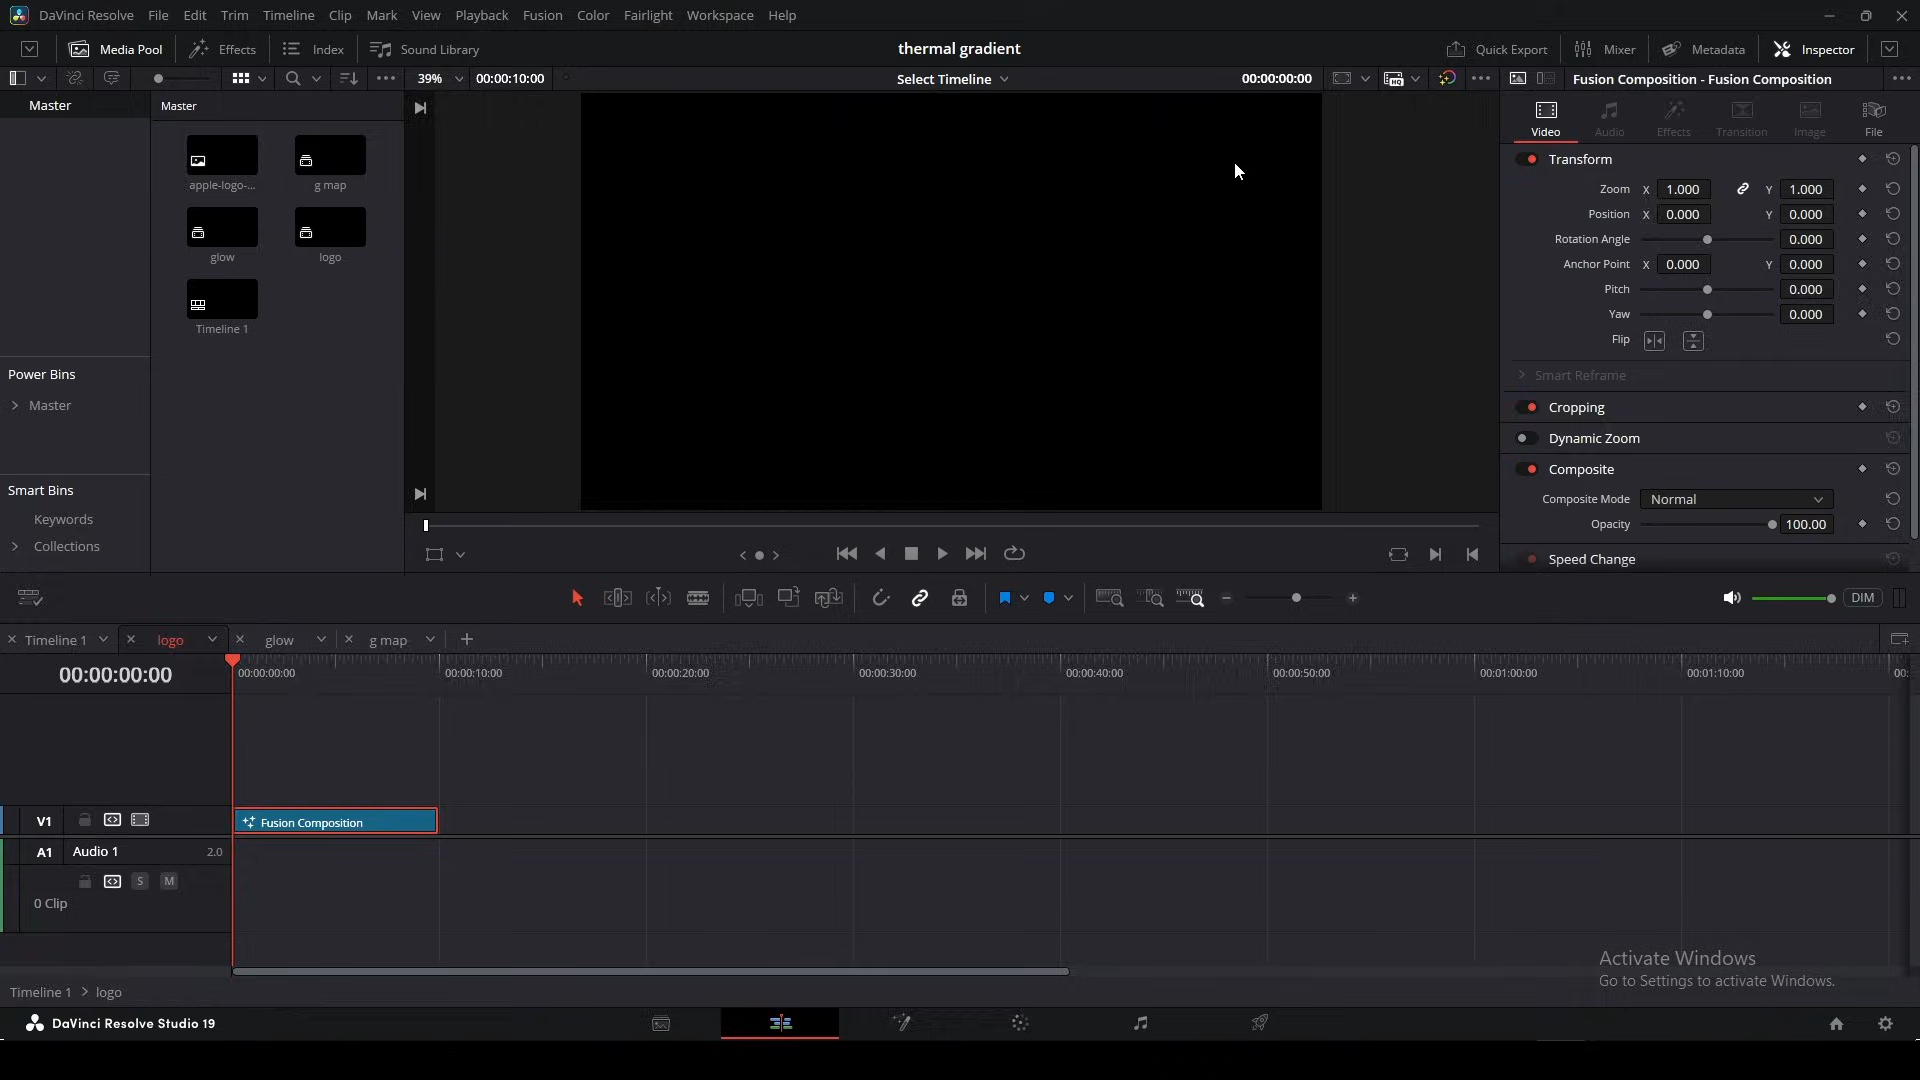 DaVinci Resolve File Edit Trim Timeline Clip Mark View Playback Fusion Color Fairlight Workspace Help
Media Pool Effects Index Sound Library thermal gradient Quick Export Mixer Metadata Inspector
39% 00:00:10:00 Select Timeline 00:00:00:00 Fusion Composition - Fusion Composition
Master Master
Video Audio Effects Transition Image File
apple-logo-... g map
glow logo
Timeline 1
Power Bins
Master
Smart Bins
Keywords
Collections
Transform
Zoom X 1.000 Y 1.000
Position X 0.000 Y 0.000
Rotation Angle 0.000
Anchor Point X 0.000 Y 0.000
Pitch 0.000
Yaw 0.000
Flip
Smart Reframe
Cropping
Dynamic Zoom
Composite
Composite Mode Normal
Opacity 100.00
Speed Change
DIM
Timeline 1 logo glow g map
00:00:00:00 00:00:00:00 00:00:10:00 00:00:20:00 00:00:30:00 00:00:40:00 00:00:50:00 00:01:00:00 00:01:10:00 00:
V1 Fusion Composition
A1 Audio 1 2.0
S M
0 Clip
Activate Windows
Go to Settings to activate Windows.
Timeline 1 > logo
DaVinci Resolve Studio 19